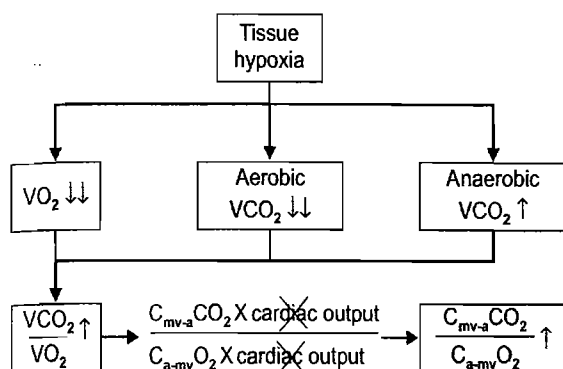 Tissue
hypoxia
VO₂ ↓↓
Aerobic
VCO₂ ↓↓
Anaerobic
VCO₂ ↑
VCO₂
VO₂
↑
Cmv-aCO₂ X cardiac output
Ca-mvO₂ X cardiac output
Cmv-aCO₂
Ca-mvO₂
↑